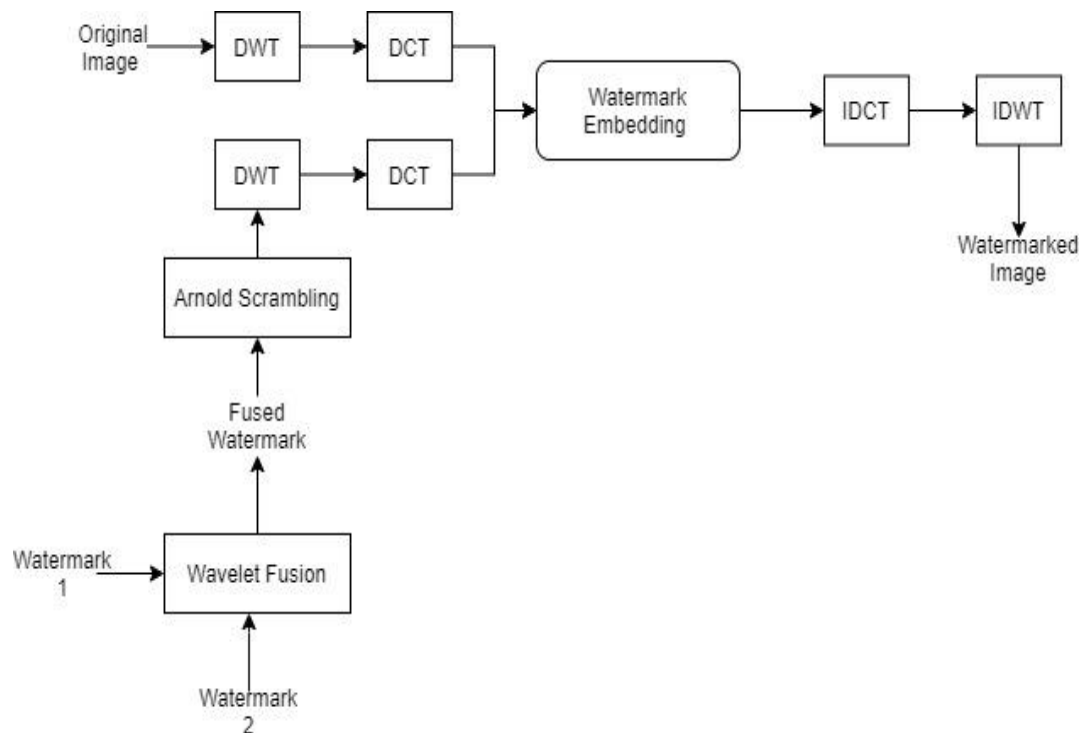 Original
Image
DWT
DCT
Watermark
Embedding
IDCT
IDWT
DWT
DCT
Watermarked
Image
Arnold Scrambling
Fused
Watermark
Watermark
1
Wavelet Fusion
Watermark
2